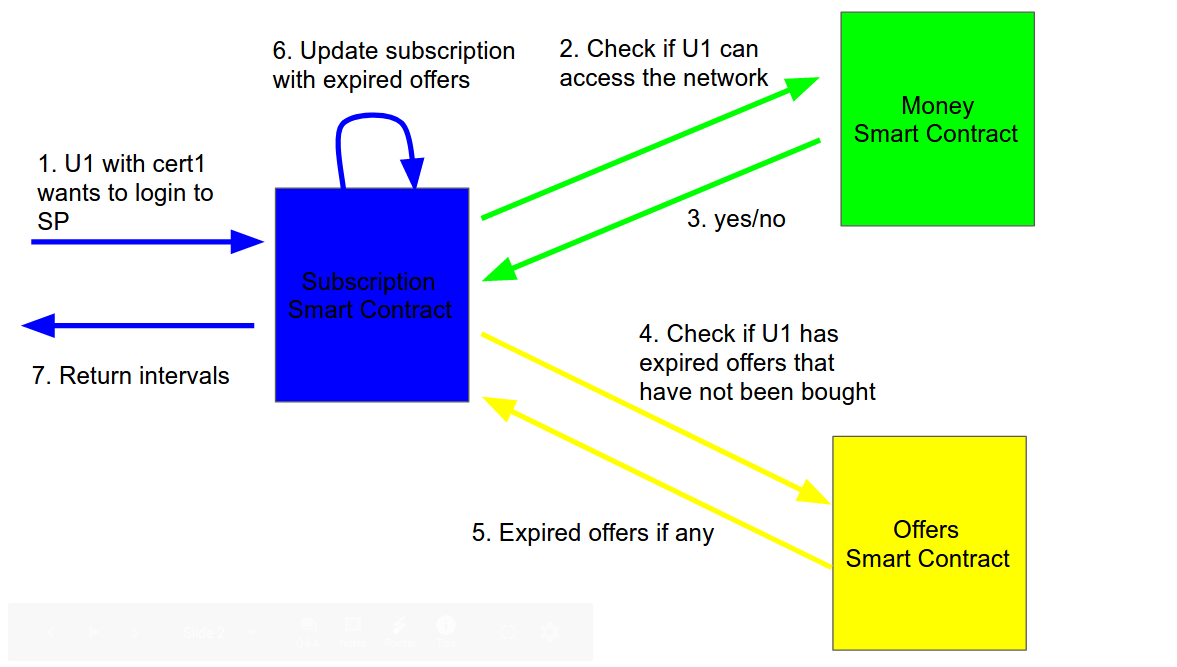 6. Update subscription
with expired offers
2. Check if U1 can
access the network
Money
Smart Contract
1. U1 with cert1
wants to login to
SP
3. yes/no
Subscription
Smart Contract
4. Check if U1 has
expired offers that
have not been bought
7. Return intervals
5. Expired offers if any
Offers
Smart Contract
Slide 2